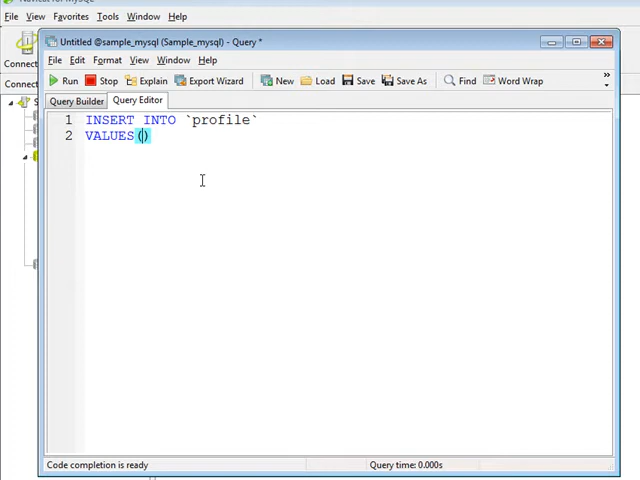 File View Favorites Tools Window Help
Connect
Connect
Untitled @sample_mysql (Sample_mysql) - Query *
File Edit Format View Window Help
Run Stop Explain Export Wizard New Load Save Save As Find Word Wrap »
Query Builder Query Editor
1 INSERT INTO `profile`
2 VALUES()
Code completion is ready Query time: 0.000s